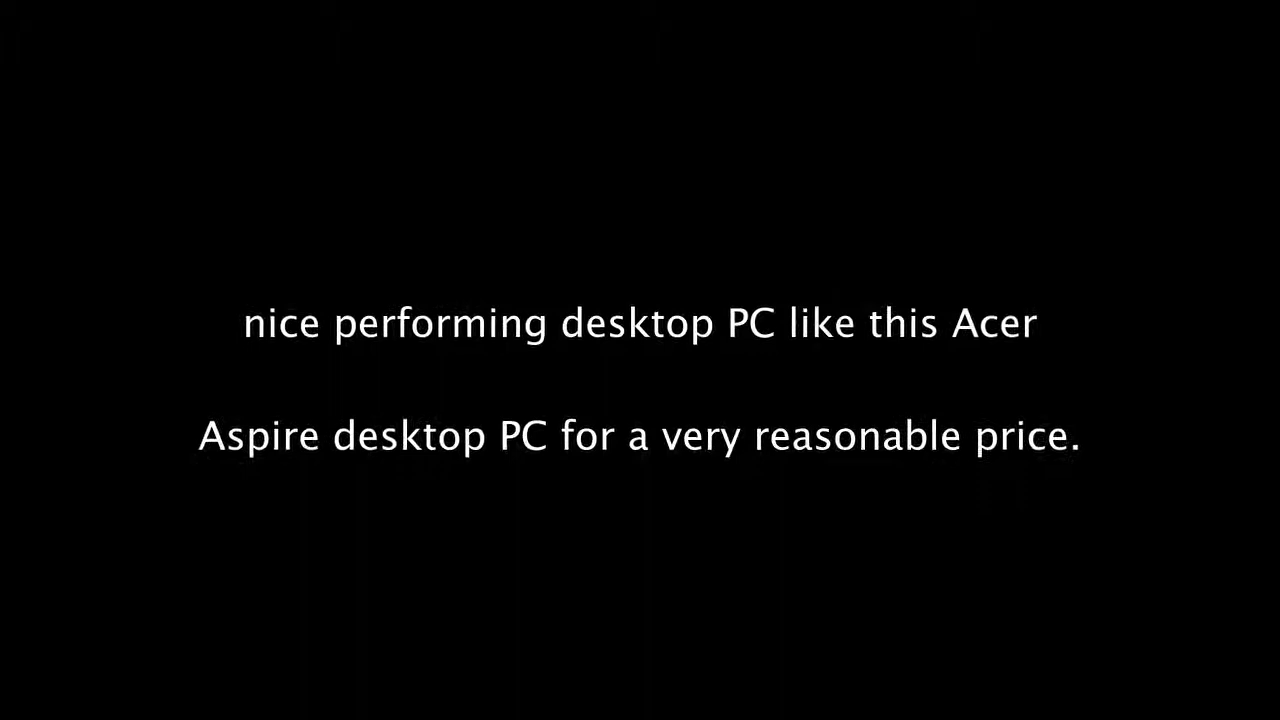 nice performing desktop PC like this Acer
Aspire desktop PC for a very reasonable price.